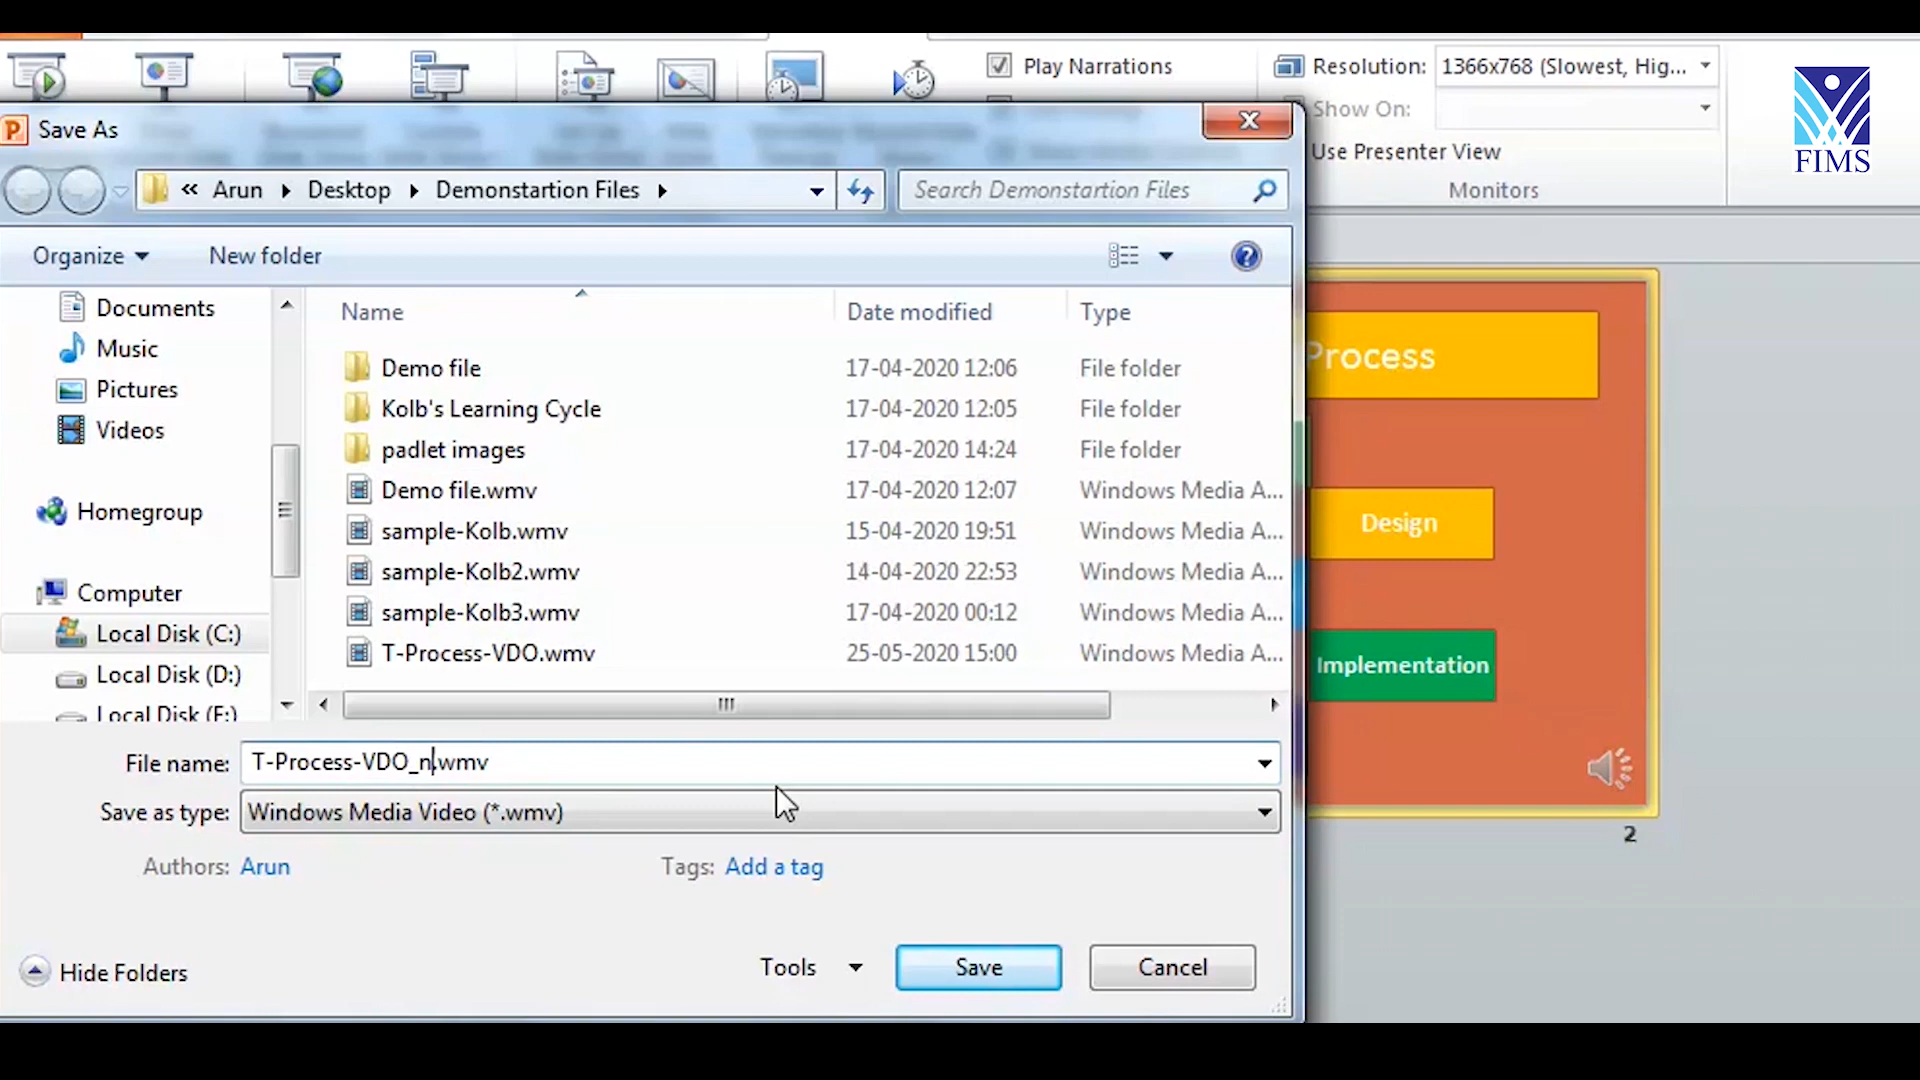 Play Narrations
Resolution: 1366x768 (Slowest, Hig...
Show On:
Use Presenter View
Monitors
FIMS
Save As
« Arun Desktop Demonstartion Files
Search Demonstartion Files
Organize New folder
Name Date modified Type
Documents
Music
Pictures
Videos
Homegroup
Computer
Local Disk (C:)
Local Disk (D:)
Local Disk (E:)
Demo file 17-04-2020 12:06 File folder
Kolb's Learning Cycle 17-04-2020 12:05 File folder
padlet images 17-04-2020 14:24 File folder
Demo file.wmv 17-04-2020 12:07 Windows Media A...
sample-Kolb.wmv 15-04-2020 19:51 Windows Media A...
sample-Kolb2.wmv 14-04-2020 22:53 Windows Media A...
sample-Kolb3.wmv 17-04-2020 00:12 Windows Media A...
T-Process-VDO.wmv 25-05-2020 15:00 Windows Media A...
File name: T-Process-VDO_n.wmv
Save as type: Windows Media Video (*.wmv)
Authors: Arun Tags: Add a tag
Hide Folders Tools Save Cancel
Process
Design
Implementation
2